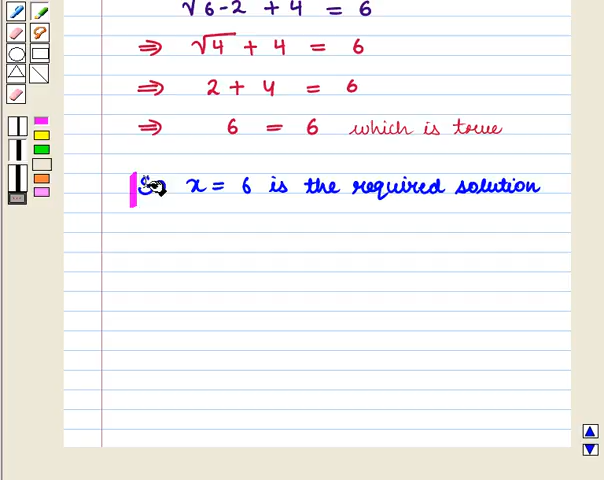 √6-2 + 4 = 6
⇒ √4 + 4 = 6
⇒ 2 + 4 = 6
⇒ 6 = 6 which is true
x = 6 is the required solution